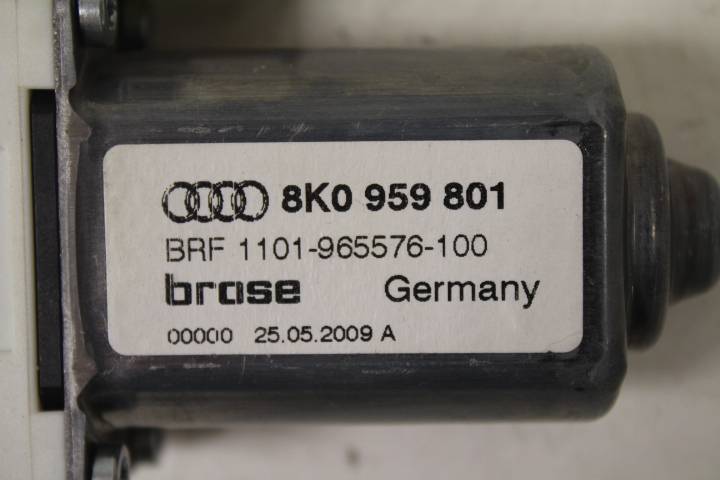 8K0 959 801
BRF 1101-965576-100
brose Germany
00000 25.05.2009 A